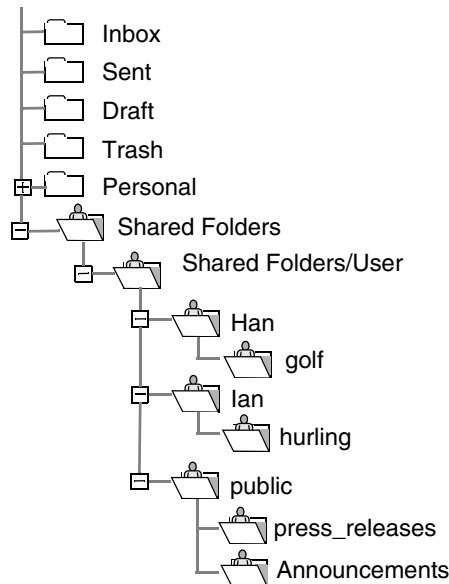 Inbox
Sent
Draft
Trash
Personal
Shared Folders
Shared Folders/User
Han
golf
Ian
hurling
public
press_releases
Announcements